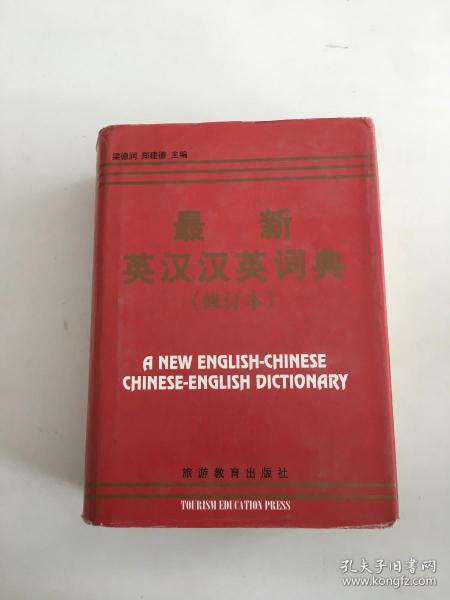 梁德润 郑建德 主编
最 新
英汉汉英词典
(修订本)
A NEW ENGLISH-CHINESE
CHINESE-ENGLISH DICTIONARY
旅游教育出版社
TOURISM EDUCATION PRESS
孔夫子旧书网
www.kongfz.com